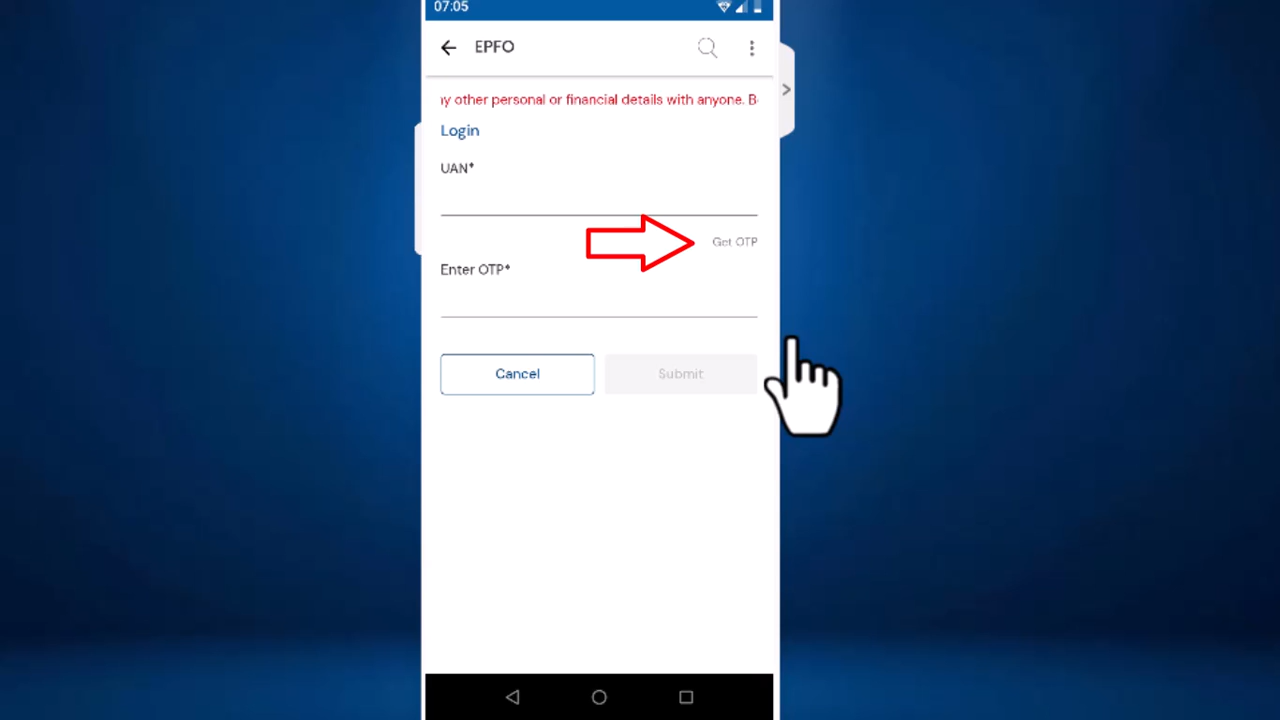 07:05
EPFO
y other personal or financial details with anyone. B
Login
UAN*
Get OTP
Enter OTP*
Cancel
Submit